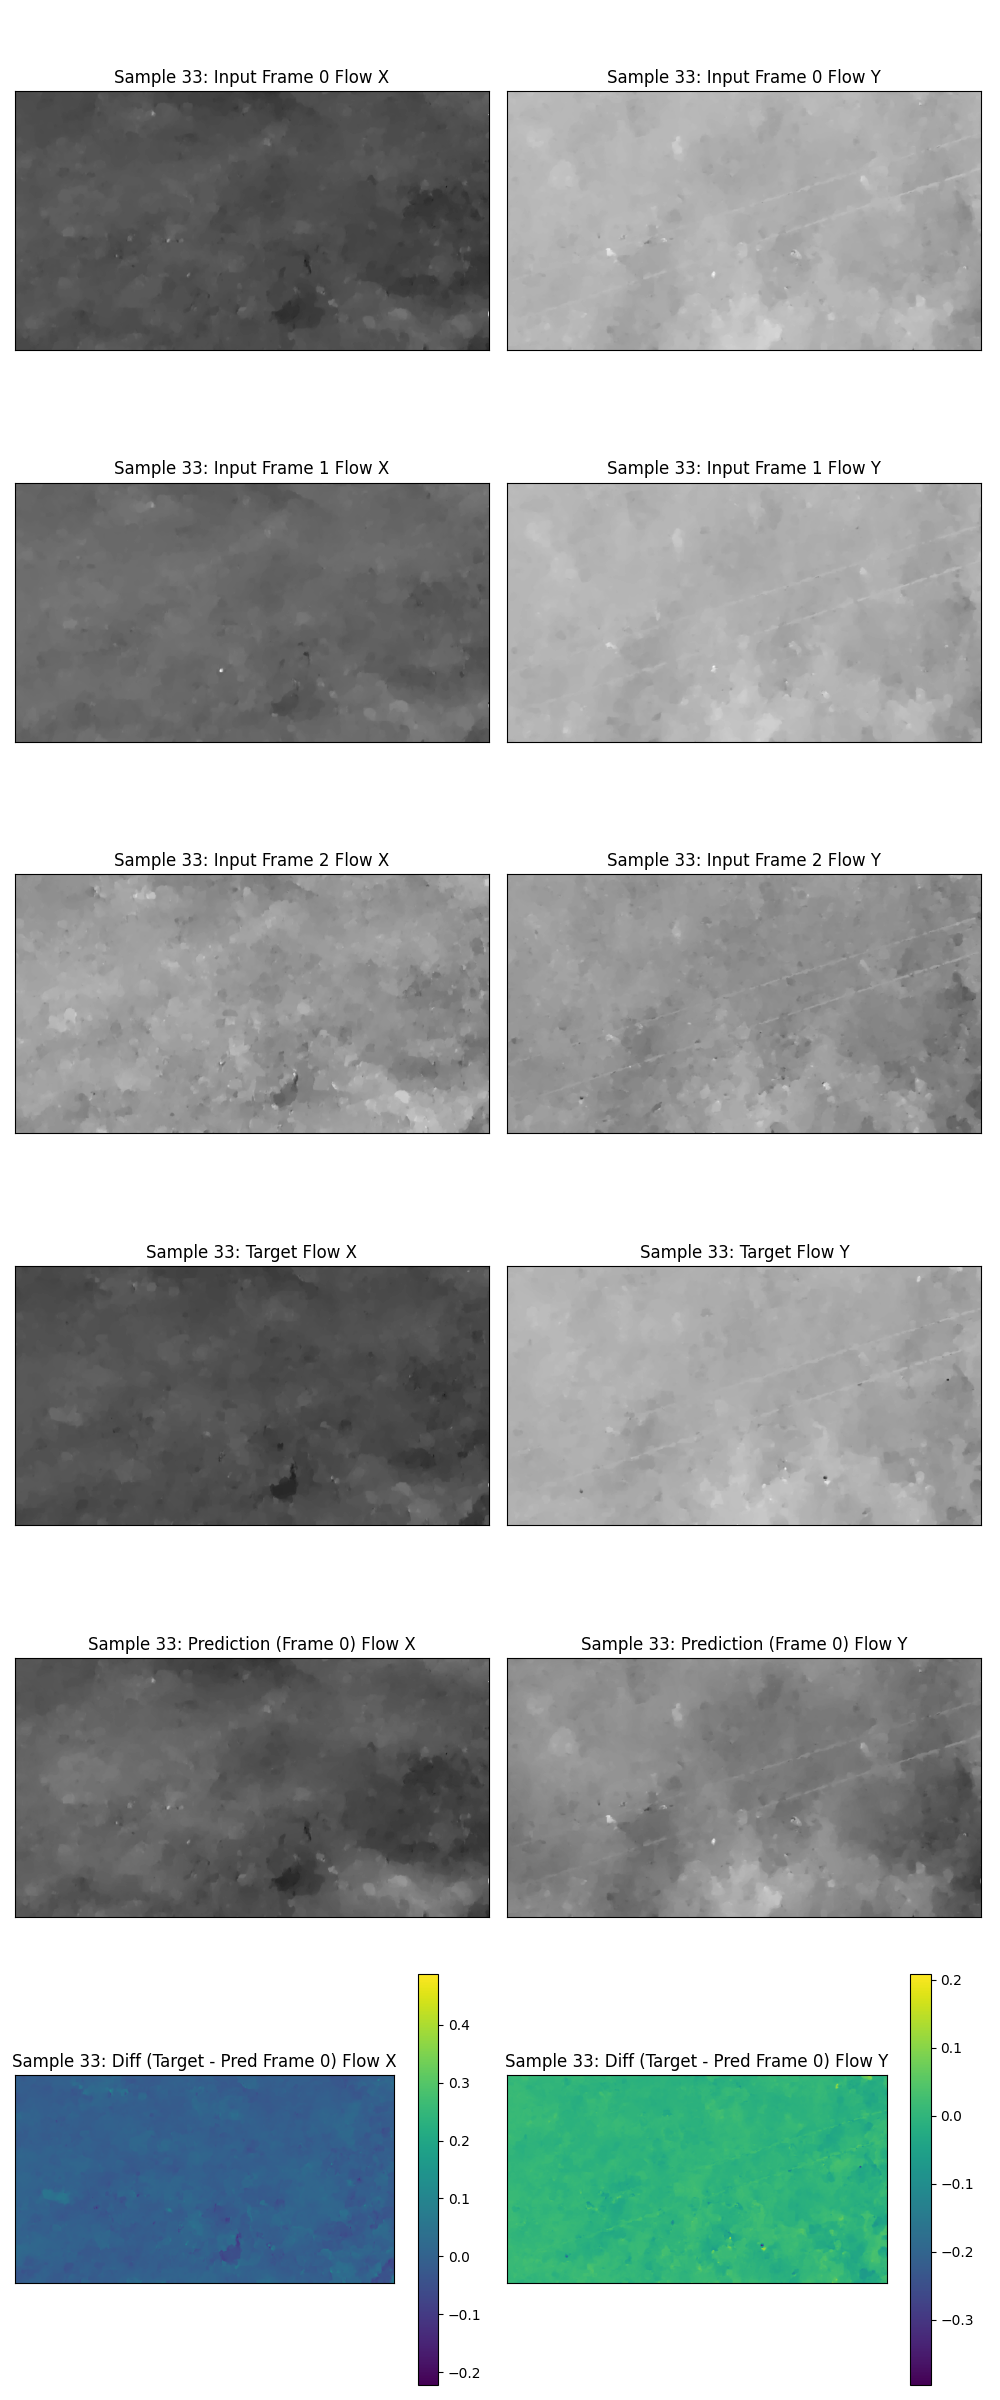 Sample 33: Input Frame 0 Flow X
Sample 33: Input Frame 0 Flow Y
Sample 33: Input Frame 1 Flow X
Sample 33: Input Frame 1 Flow Y
Sample 33: Input Frame 2 Flow X
Sample 33: Input Frame 2 Flow Y
Sample 33: Target Flow X
Sample 33: Target Flow Y
Sample 33: Prediction (Frame 0) Flow X
Sample 33: Prediction (Frame 0) Flow Y
Sample 33: Diff (Target - Pred Frame 0) Flow X
0.4
0.3
0.2
0.1
0.0
−0.1
−0.2
Sample 33: Diff (Target - Pred Frame 0) Flow Y
0.2
0.1
0.0
−0.1
−0.2
−0.3